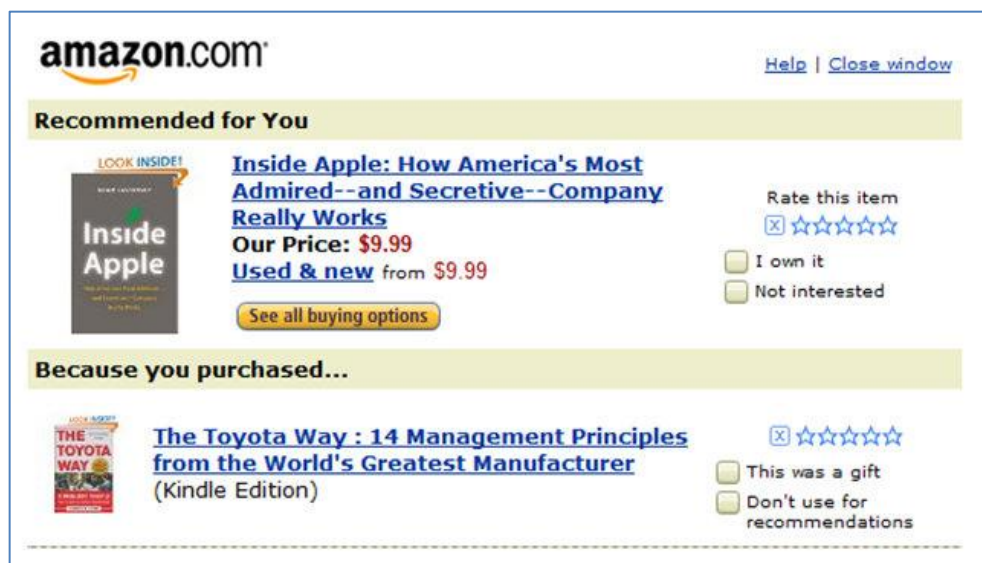 amazon.com
Help | Close window
Recommended for You
LOOK INSIDE!
Inside
Apple
Inside Apple: How America's Most
Admired--and Secretive--Company
Really Works
Our Price: $9.99
Used & new from $9.99
See all buying options
Rate this item
X
I own it
Not interested
Because you purchased...
LOOK INSIDE!
THE
TOYOTA
WAY
The Toyota Way : 14 Management Principles
from the World's Greatest Manufacturer
(Kindle Edition)
X
This was a gift
Don't use for
recommendations